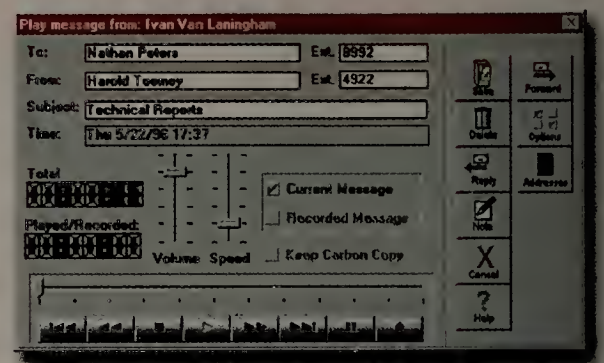 Play message from: Ivan Van Laningham
To: Nathan Peters Ext. 8992
From: Harold Toomey Ext. 4922
Subject: Technical Reports
Time: Thu 5/22/96 17:37
Total
Played/Recorded:
Volume Speed
Current Message
Recorded Message
Keep Carbon Copy
Save Forward
Delete Options
Reply Addresses
Note
Cancel
? Help